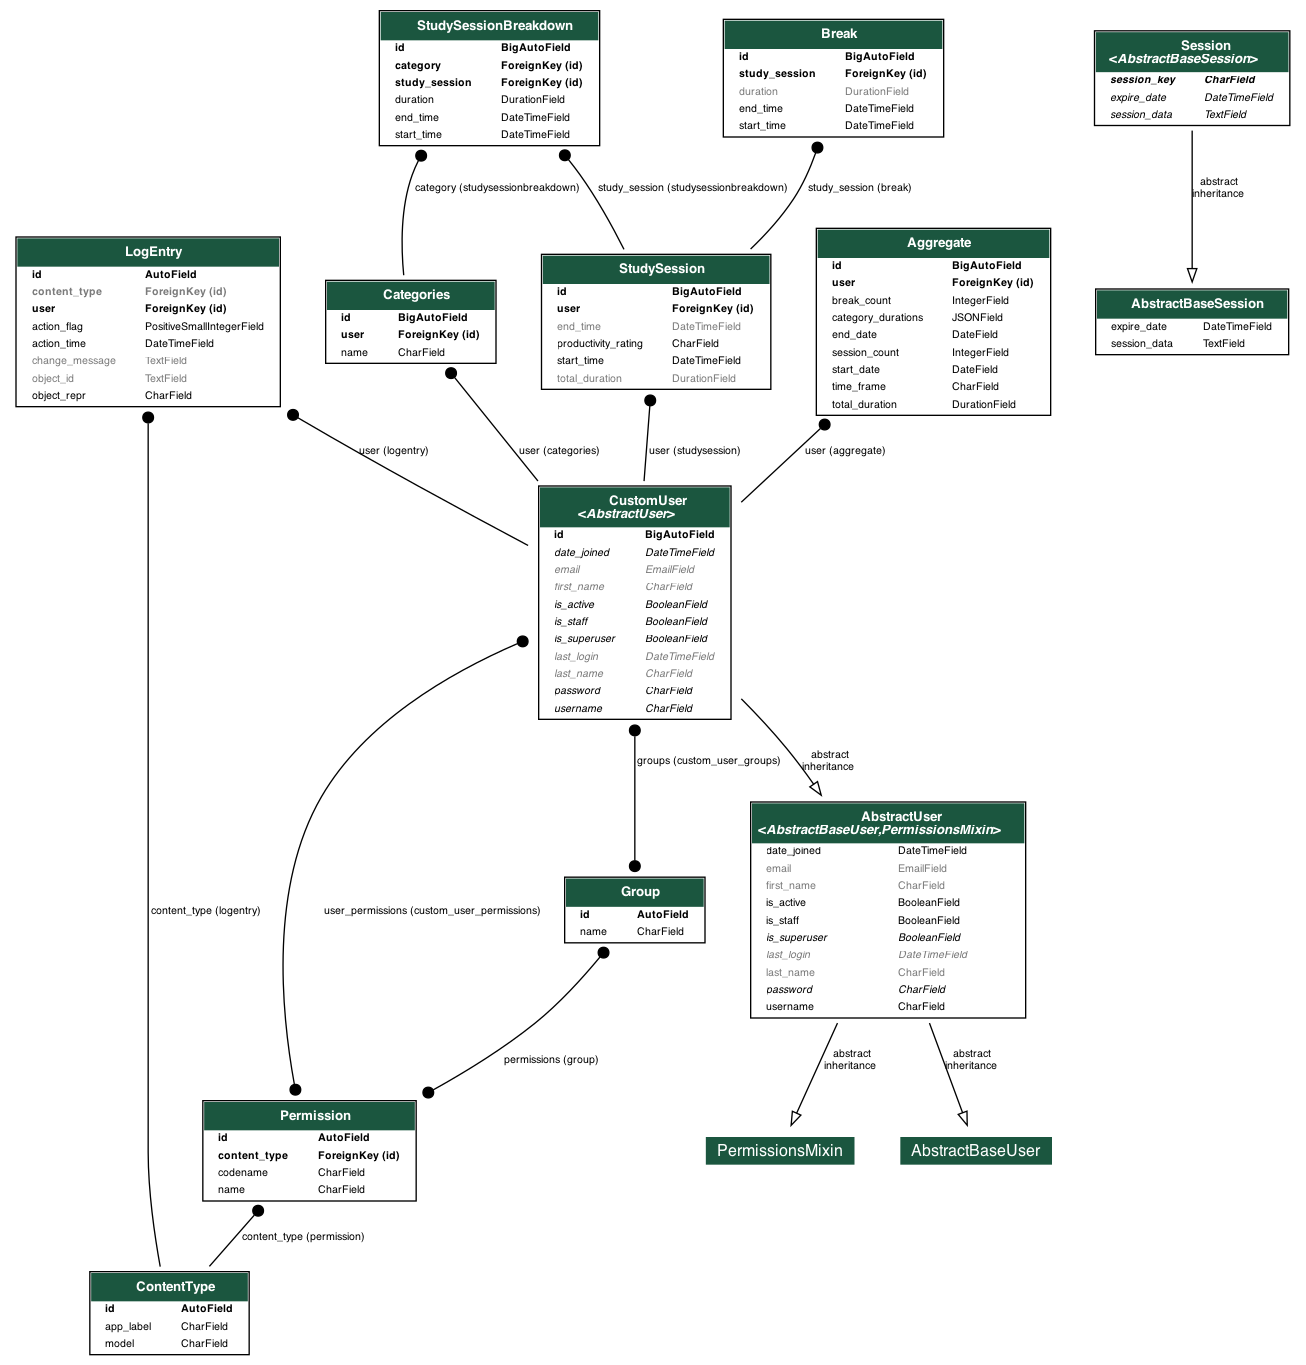 StudySessionBreakdown
id BigAutoField
category ForeignKey (id)
study_session ForeignKey (id)
duration DurationField
end_time DateTimeField
start_time DateTimeField
Break
id BigAutoField
study_session ForeignKey (id)
duration DurationField
end_time DateTimeField
start_time DateTimeField
Session
<AbstractBaseSession>
session_key CharField
expire_date DateTimeField
session_data TextField
category (studysessionbreakdown)
study_session (studysessionbreakdown)
study_session (break)
abstract
inheritance
LogEntry
id AutoField
content_type ForeignKey (id)
user ForeignKey (id)
action_flag PositiveSmallIntegerField
action_time DateTimeField
change_message TextField
object_id TextField
object_repr CharField
Categories
id BigAutoField
user ForeignKey (id)
name CharField
StudySession
id BigAutoField
user ForeignKey (id)
end_time DateTimeField
productivity_rating CharField
start_time DateTimeField
total_duration DurationField
Aggregate
id BigAutoField
user ForeignKey (id)
break_count IntegerField
category_durations JSONField
end_date DateField
session_count IntegerField
start_date DateField
time_frame CharField
total_duration DurationField
AbstractBaseSession
expire_date DateTimeField
session_data TextField
user (logentry)
user (categories)
user (studysession)
user (aggregate)
CustomUser
<AbstractUser>
id BigAutoField
date_joined DateTimeField
email EmailField
first_name CharField
is_active BooleanField
is_staff BooleanField
is_superuser BooleanField
last_login DateTimeField
last_name CharField
password CharField
username CharField
groups (custom_user_groups)
abstract
inheritance
AbstractUser
<AbstractBaseUser,PermissionsMixin>
date_joined DateTimeField
email EmailField
first_name CharField
is_active BooleanField
is_staff BooleanField
is_superuser BooleanField
last_login DateTimeField
last_name CharField
password CharField
username CharField
Group
id AutoField
name CharField
content_type (logentry)
user_permissions (custom_user_permissions)
permissions (group)
abstract
inheritance
abstract
inheritance
Permission
id AutoField
content_type ForeignKey (id)
codename CharField
name CharField
PermissionsMixin
AbstractBaseUser
content_type (permission)
ContentType
id AutoField
app_label CharField
model CharField